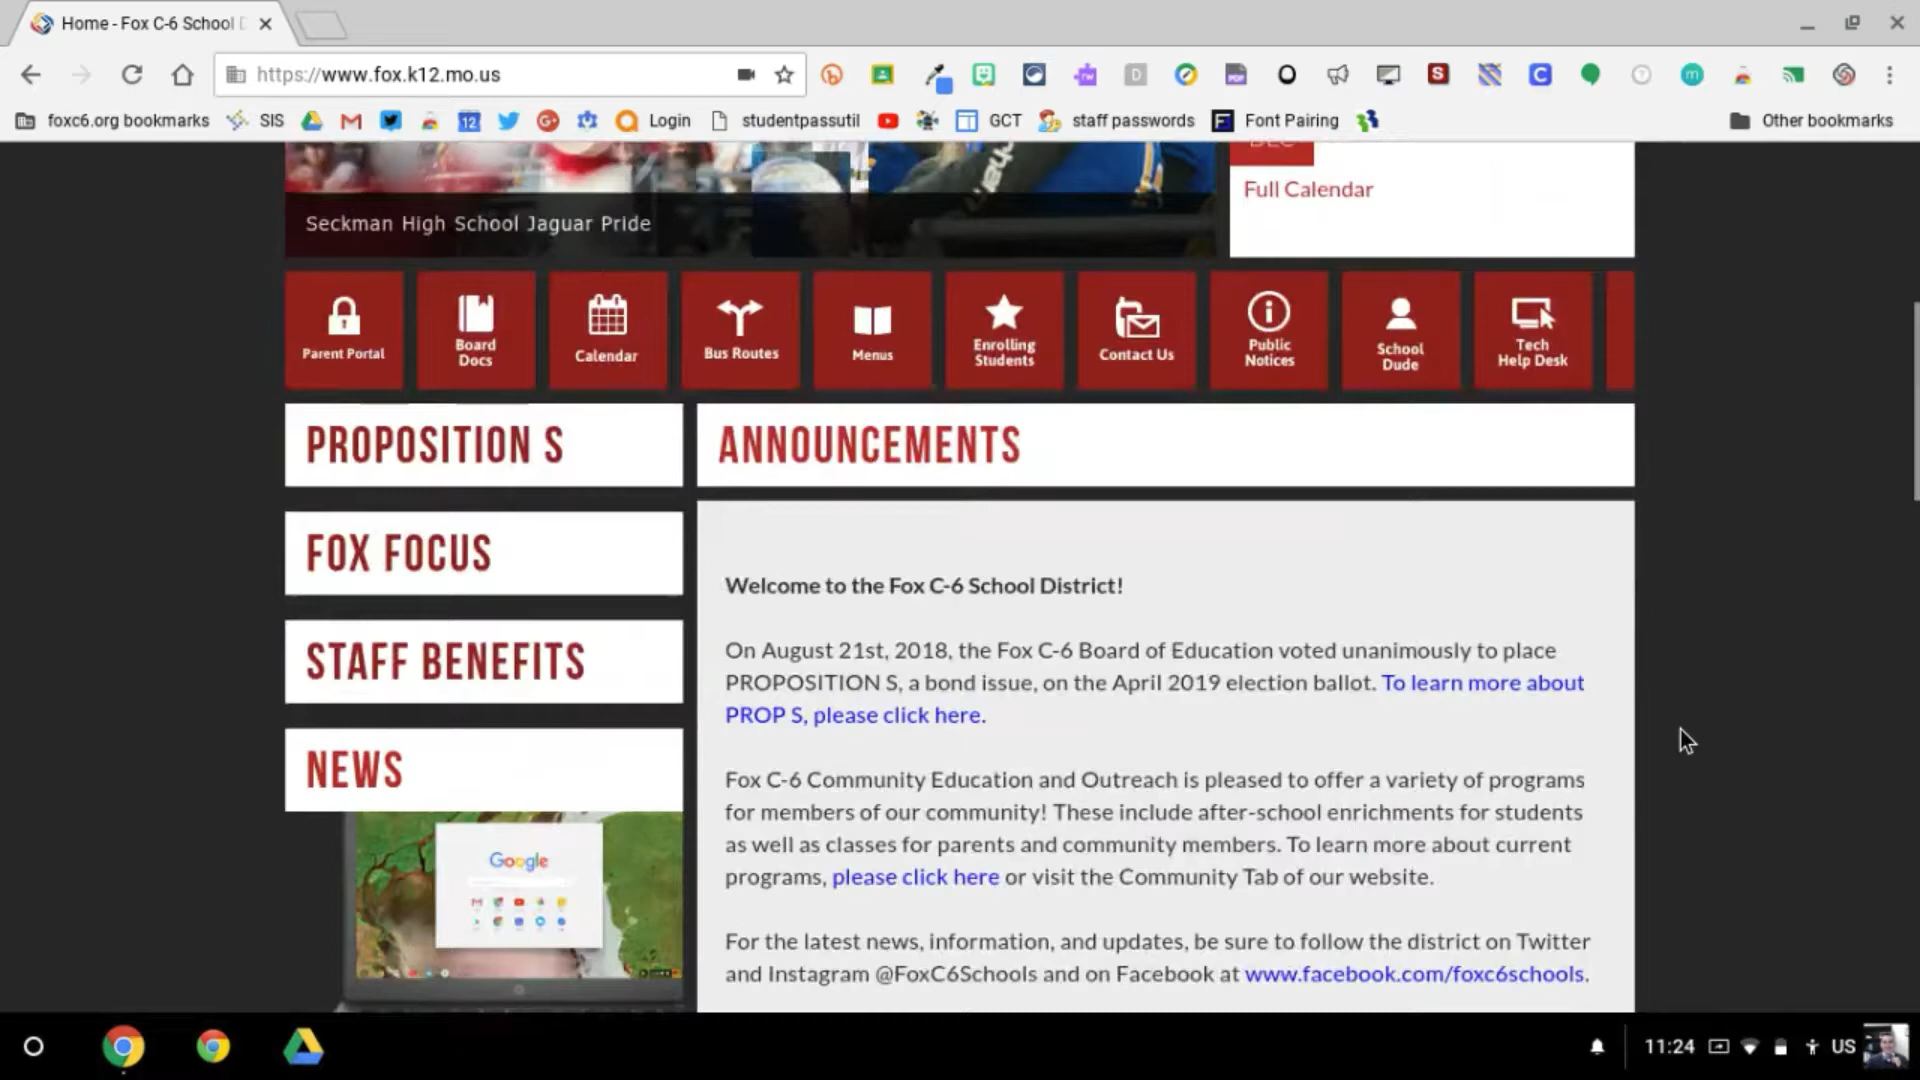 Home - Fox C-6 School D
https://www.fox.k12.mo.us
foxc6.org bookmarks
SIS
12
Login
studentpassutil
GCT
staff passwords
Font Pairing
Other bookmarks
DEC
Full Calendar
Seckman High School Jaguar Pride
Parent Portal
Board
Docs
Calendar
Bus Routes
Menus
Enrolling
Students
Contact Us
Public
Notices
School
Dude
Tech
Help Desk
PROPOSITION S
ANNOUNCEMENTS
FOX FOCUS
STAFF BENEFITS
NEWS
Google
Welcome to the Fox C-6 School District!
On August 21st, 2018, the Fox C-6 Board of Education voted unanimously to place
PROPOSITION S, a bond issue, on the April 2019 election ballot. To learn more about
PROP S, please click here.
Fox C-6 Community Education and Outreach is pleased to offer a variety of programs
for members of our community! These include after-school enrichments for students
as well as classes for parents and community members. To learn more about current
programs, please click here or visit the Community Tab of our website.
For the latest news, information, and updates, be sure to follow the district on Twitter
and Instagram @FoxC6Schools and on Facebook at www.facebook.com/foxc6schools.
11:24
US